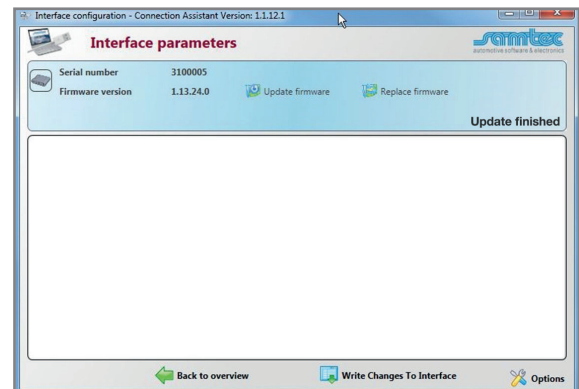 Interface configuration - Connection Assistant Version: 1.1.12.1
Interface parameters
samtec
automotive software & electronics
Serial number 3100005
Firmware version 1.13.24.0 Update firmware Replace firmware
Update finished
Back to overview Write Changes To Interface Options